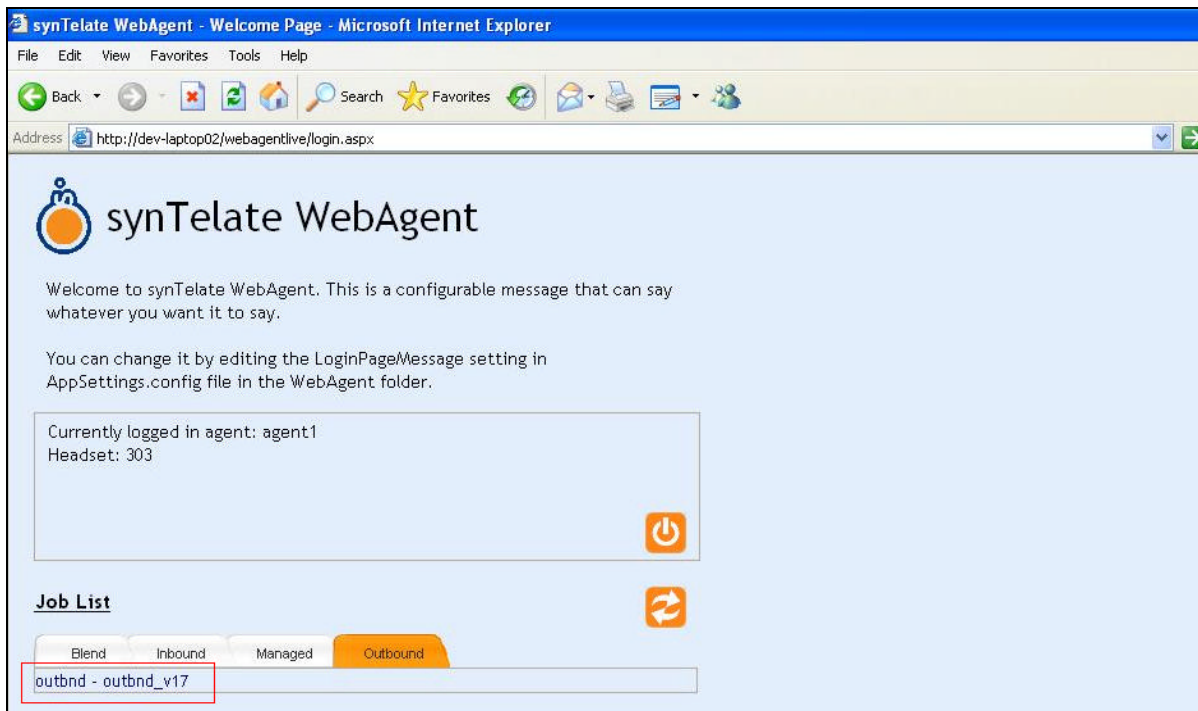 synTelate WebAgent - Welcome Page - Microsoft Internet Explorer
File Edit View Favorites Tools Help
Back Search Favorites
Address http://dev-laptop02/webagentlive/login.aspx
synTelate WebAgent
Welcome to synTelate WebAgent. This is a configurable message that can say
whatever you want it to say.
You can change it by editing the LoginPageMessage setting in
AppSettings.config file in the WebAgent folder.
Currently logged in agent: agent1
Headset: 303
Job List
Blend Inbound Managed Outbound
outbnd - outbnd_v17